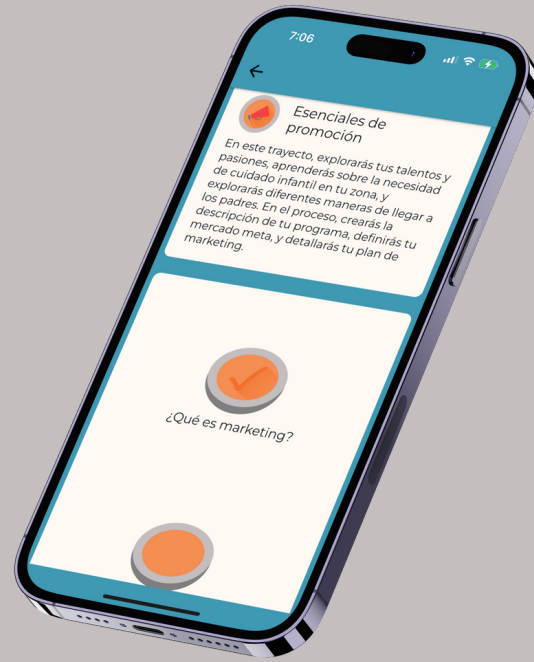 7:06
Esenciales de
promoción
En este trayecto, explorarás tus talentos y
pasiones, aprenderás sobre la necesidad
de cuidado infantil en tu zona, y
explorarás diferentes maneras de llegar a
los padres. En el proceso, crearás la
descripción de tu programa, definirás tu
mercado meta, y detallarás tu plan de
marketing.
¿Qué es marketing?